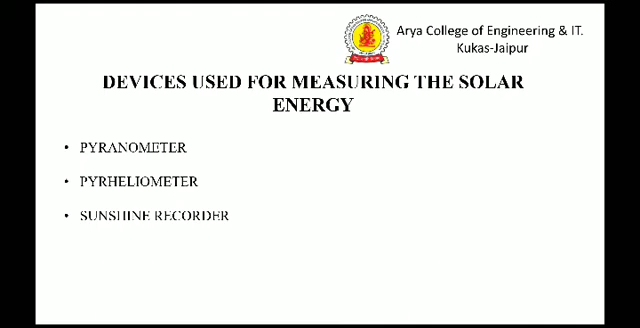 Arya College of Engineering & IT.
Kukas-Jaipur
DEVICES USED FOR MEASURING THE SOLAR
ENERGY
• PYRANOMETER
• PYRHELIOMETER
• SUNSHINE RECORDER